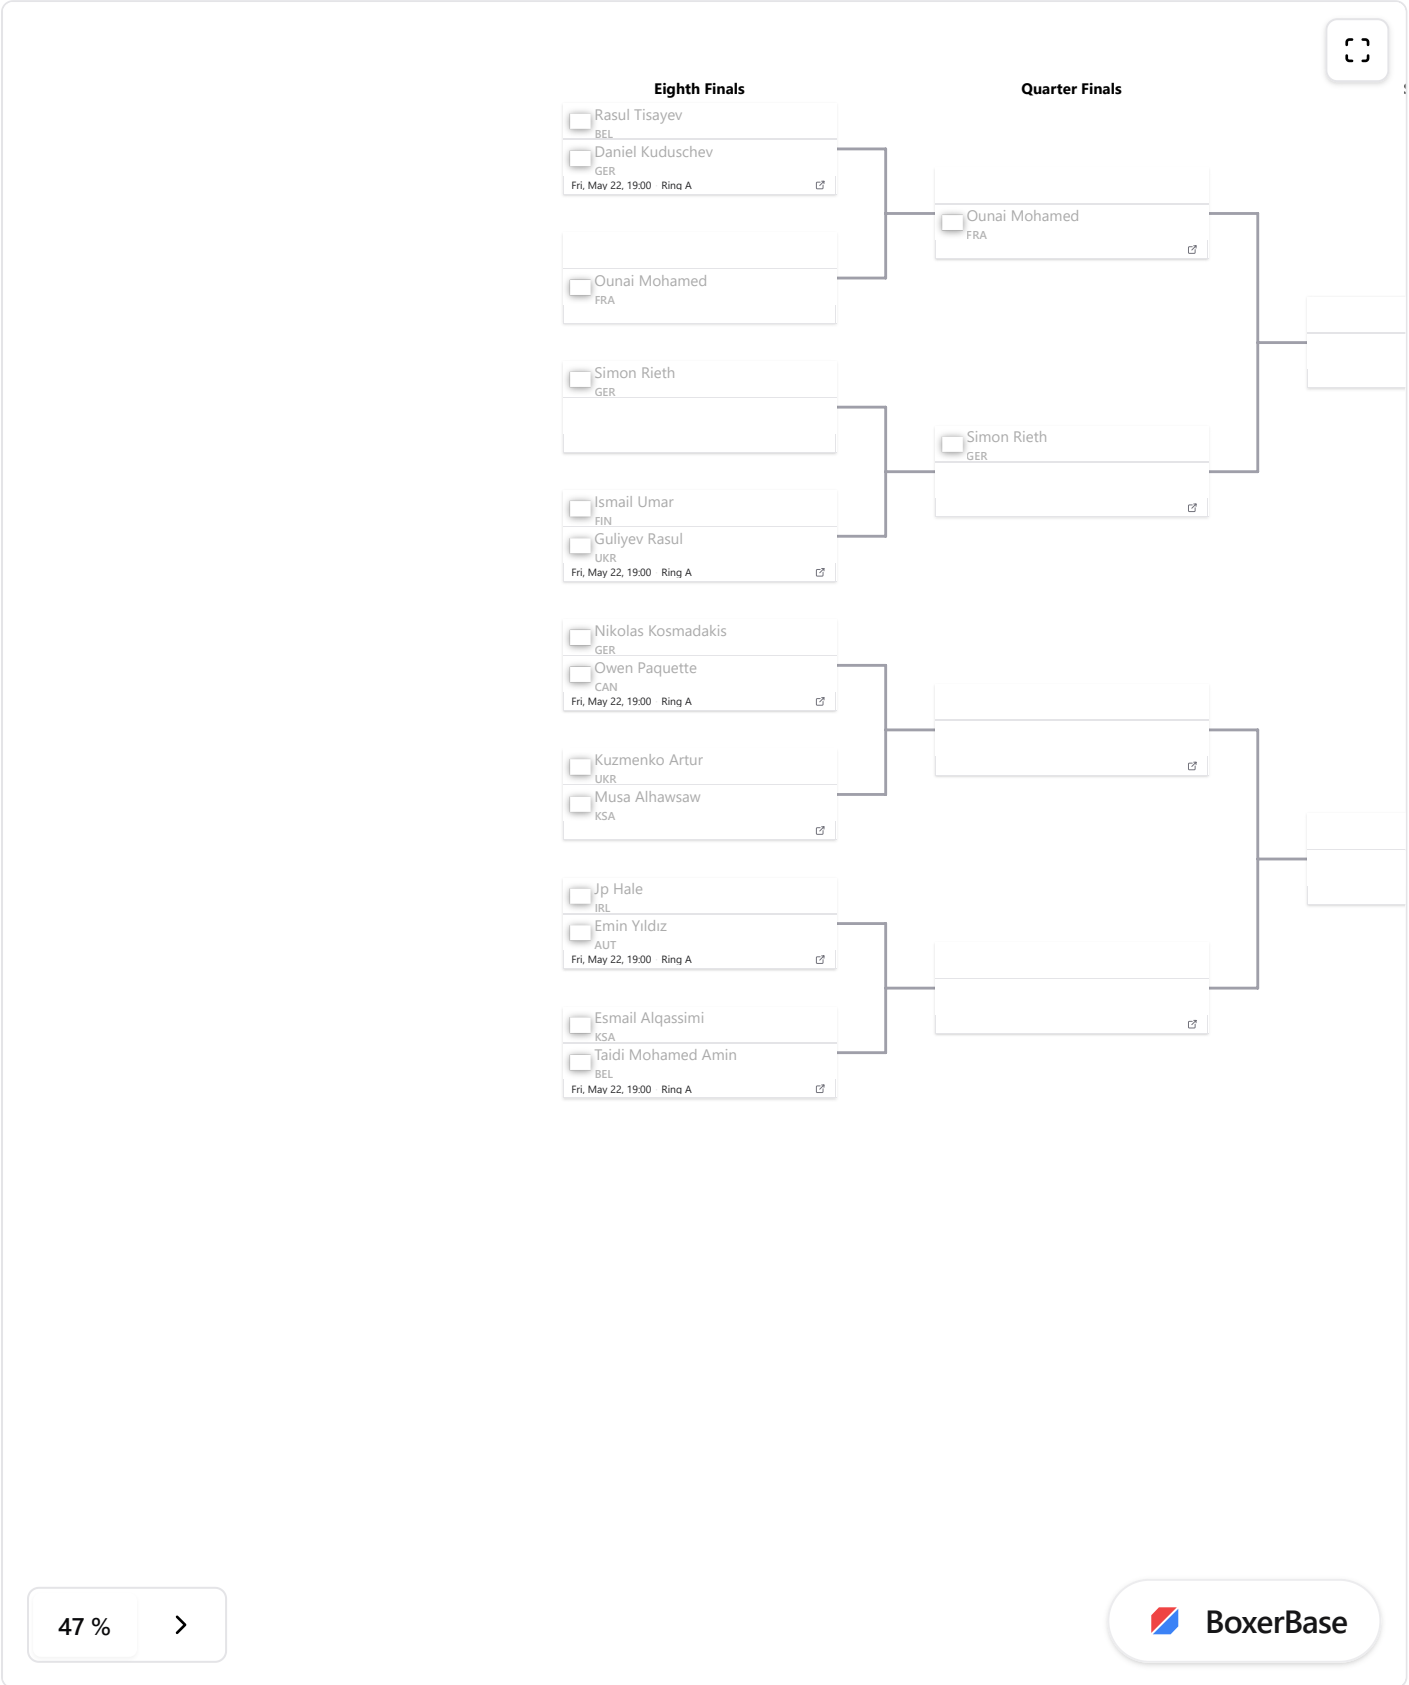 Eighth Finals
Quarter Finals
Rasul Tisayev
BEL
Daniel Kuduschev
GER
Fri, May 22, 19:00 Ring A
Ounai Mohamed
FRA
Simon Rieth
GER
Ismail Umar
FIN
Guliyev Rasul
UKR
Fri, May 22, 19:00 Ring A
Nikolas Kosmadakis
GER
Owen Paquette
CAN
Fri, May 22, 19:00 Ring A
Kuzmenko Artur
UKR
Musa Alhawsaw
KSA
Jp Hale
IRL
Emin Yıldız
AUT
Fri, May 22, 19:00 Ring A
Esmail Alqassimi
KSA
Taidi Mohamed Amin
BEL
Fri, May 22, 19:00 Ring A
Ounai Mohamed
FRA
Simon Rieth
GER
47 %
BoxerBase